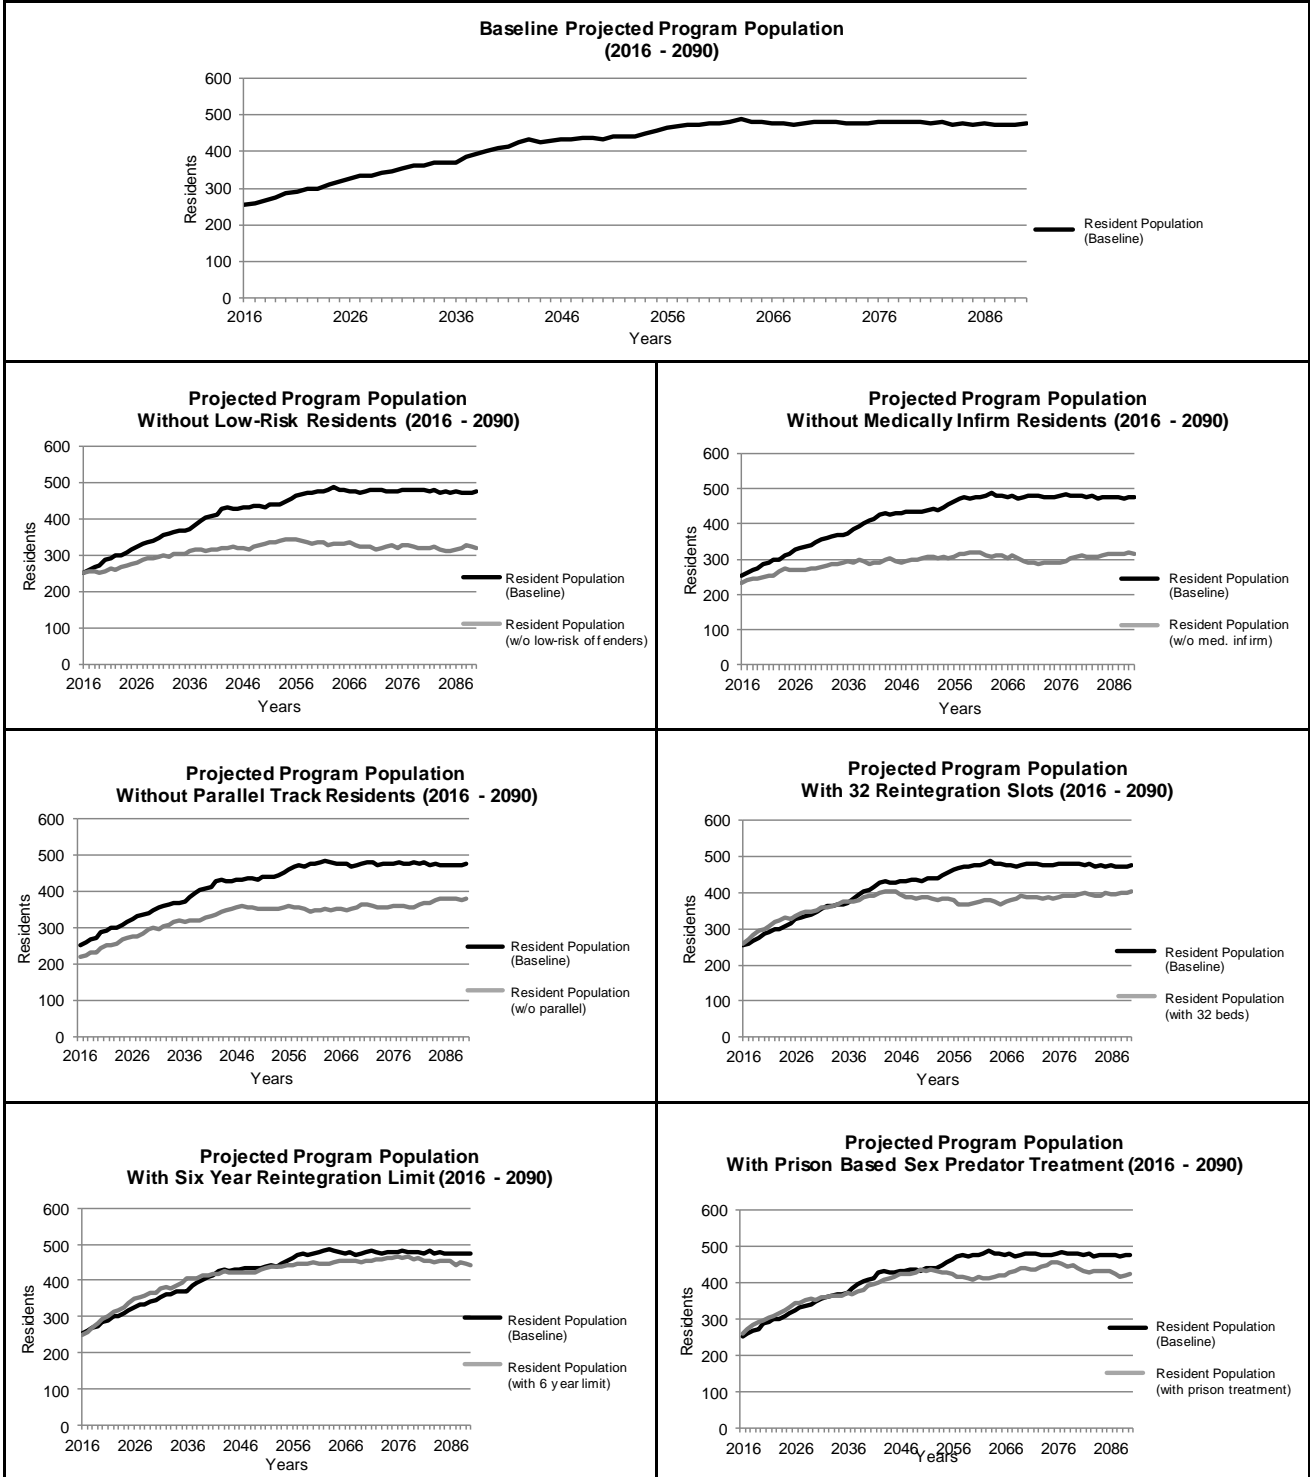 Baseline Projected Program Population
(2016 - 2090)
600
500
400
300
200
100
0
Residents
2016 2026 2036 2046 2056 2066 2076 2086
Years
Resident Population
(Baseline)
Projected Program Population
Without Low-Risk Residents (2016 - 2090)
600
500
400
300
200
100
0
Residents
2016 2026 2036 2046 2056 2066 2076 2086
Years
Resident Population
(Baseline)
Resident Population
(w/o low-risk offenders)
Projected Program Population
Without Medically Infirm Residents (2016 - 2090)
600
500
400
300
200
100
0
Residents
2016 2026 2036 2046 2056 2066 2076 2086
Years
Resident Population
(Baseline)
Resident Population
(w/o med. infirm)
Projected Program Population
Without Parallel Track Residents (2016 - 2090)
600
500
400
300
200
100
0
Residents
2016 2026 2036 2046 2056 2066 2076 2086
Years
Resident Population
(Baseline)
Resident Population
(w/o parallel)
Projected Program Population
With 32 Reintegration Slots (2016 - 2090)
600
500
400
300
200
100
0
Residents
2016 2026 2036 2046 2056 2066 2076 2086
Years
Resident Population
(Baseline)
Resident Population
(with 32 beds)
Projected Program Population
With Six Year Reintegration Limit (2016 - 2090)
600
500
400
300
200
100
0
Residents
2016 2026 2036 2046 2056 2066 2076 2086
Years
Resident Population
(Baseline)
Resident Population
(with 6 year limit)
Projected Program Population
With Prison Based Sex Predator Treatment (2016 - 2090)
600
500
400
300
200
100
0
Residents
2016 2026 2036 2046 2056 2066 2076 2086
Years
Resident Population
(Baseline)
Resident Population
(with prison treatment)